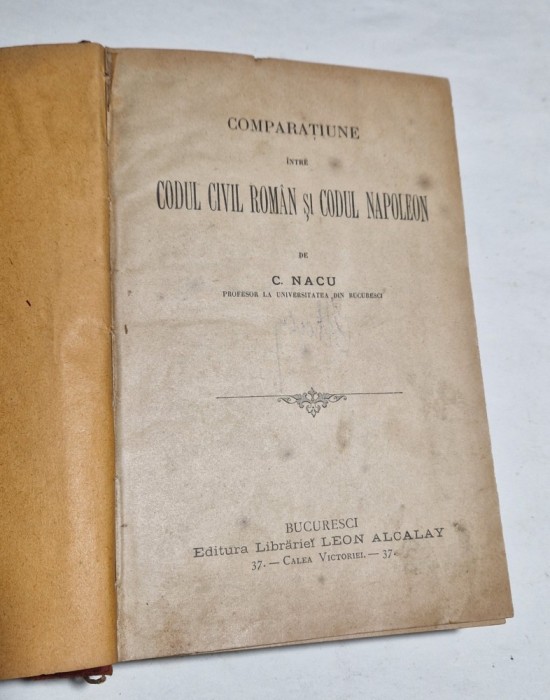 COMPARAȚIUNE
ÎNTRE
CODUL CIVIL ROMÂN ȘI CODUL NAPOLEON
DE
C. NACU
PROFESOR LA UNIVERSITATEA DIN BUCURESCI
BUCURESCI
Editura Librărieĭ LEON ALCALAY
37. — CALEA VICTORIEI. — 37.